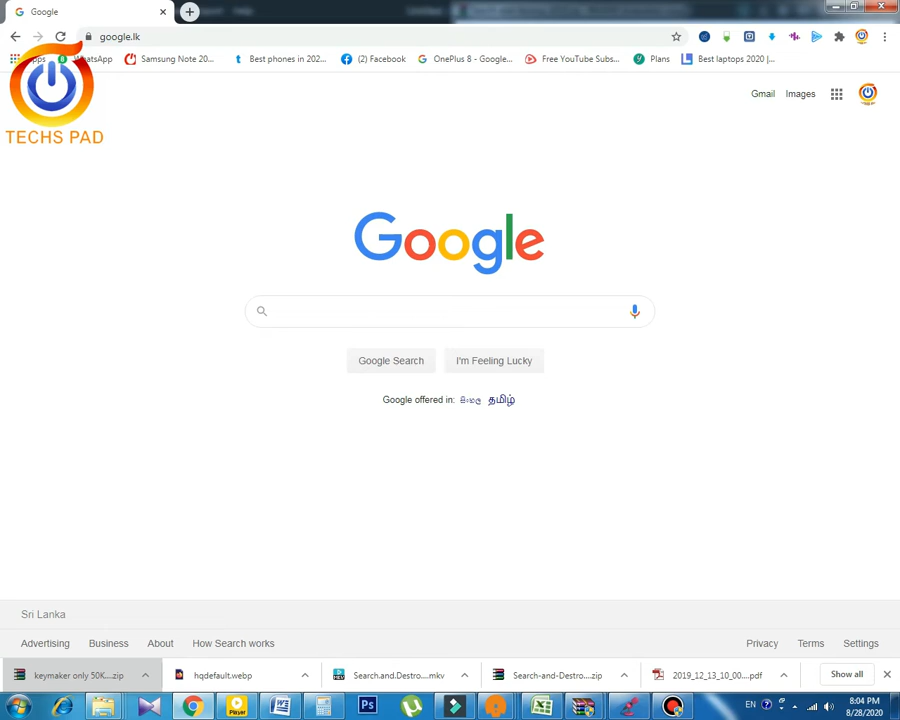 Google
google.lk
Apps WhatsApp Samsung Note 20... Best phones in 202... (2) Facebook OnePlus 8 - Google... Free YouTube Subs... Plans Best laptops 2020 |...
TECHS PAD
Gmail Images
Google
Google Search I'm Feeling Lucky
Google offered in: සිංහල தமிழ்
Sri Lanka
Advertising Business About How Search works Privacy Terms Settings
keymaker only 50K....zip hqdefault.webp Search.and.Destro...mkv Search-and-Destro....zip 2019_12_13_10_00....pdf Show all
Player Ps
EN 8:04 PM
8/28/2020